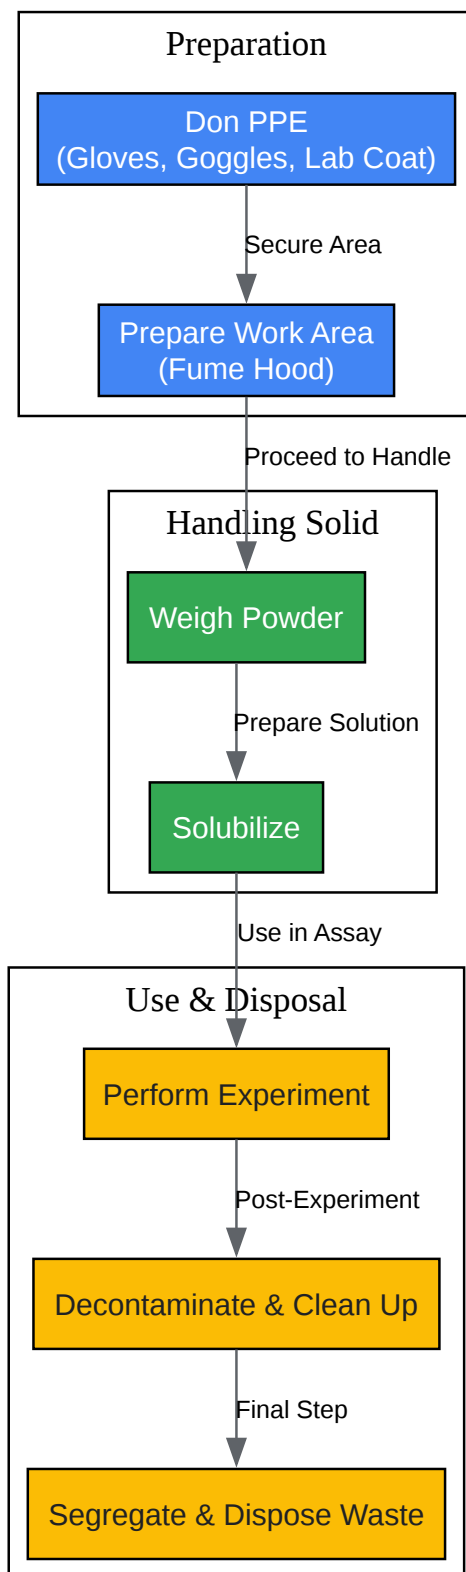 Preparation
Don PPE
(Gloves, Goggles, Lab Coat)
Secure Area
Prepare Work Area
(Fume Hood)
Proceed to Handle
Handling Solid
Weigh Powder
Prepare Solution
Solubilize
Use in Assay
Use & Disposal
Perform Experiment
Post-Experiment
Decontaminate & Clean Up
Final Step
Segregate & Dispose Waste